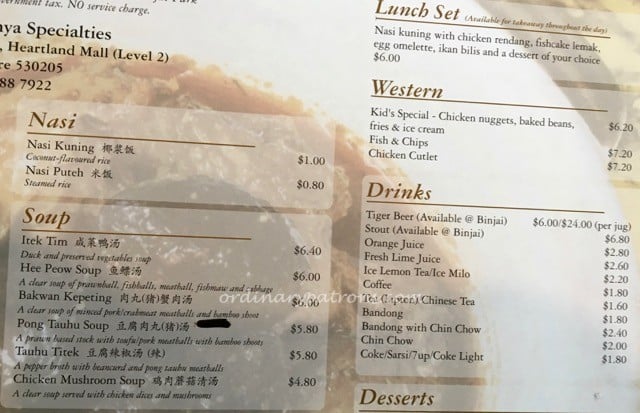 NO service charge.
Specialties
, Heartland Mall (Level 2)
530205
88 7922
Nasi
Nasi Kuning 椰浆饭 $1.00
Coconut-flavoured rice
Nasi Puteh 米饭 $0.80
Steamed rice
Soup
Itek Tim 咸菜鸭汤 $6.40
Duck and preserved vegetables soup
Hee Peow Soup 鱼鳔汤 $6.00
A clear soup of prawnball, fishballs, meatball, fishmaw and cabbage
Bakwan Kepeting 肉丸(猪)蟹肉汤 $6.00
A clear soup of minced pork/crabmeat meatballs and bamboo shoot
Pong Tauhu Soup 豆腐肉丸(猪)汤 $5.80
A prawn based stock with toufu/pork meatballs with bamboo shoots
Tauhu Titek 豆腐辣椒汤 (辣) $5.80
A pepper broth with beancurd and pong tauhu meatballs
Chicken Mushroom Soup 鸡肉蘑菇清汤 $4.80
A clear soup served with chicken dices and mushrooms
Lunch Set (Available for takeaway throughout the day)
Nasi kuning with chicken rendang, fishcake lemak,
egg omelette, ikan bilis and a dessert of your choice
$6.00
Western
Kid's Special - Chicken nuggets, baked beans,
fries & ice cream $6.20
Fish & Chips $7.20
Chicken Cutlet $7.20
Drinks
Tiger Beer (Available @ Binjai) $6.00/$24.00 (per jug)
Stout (Available @ Binjai) $6.80
Orange Juice $2.80
Fresh Lime Juice $2.60
Ice Lemon Tea/Ice Milo $2.20
Coffee $1.80
Chinese Tea $1.60
Bandong $1.80
Bandong with Chin Chow $2.40
Chin Chow $2.00
Coke/Sarsi/7up/Coke Light $1.80
Desserts
ordinarypatrons.com